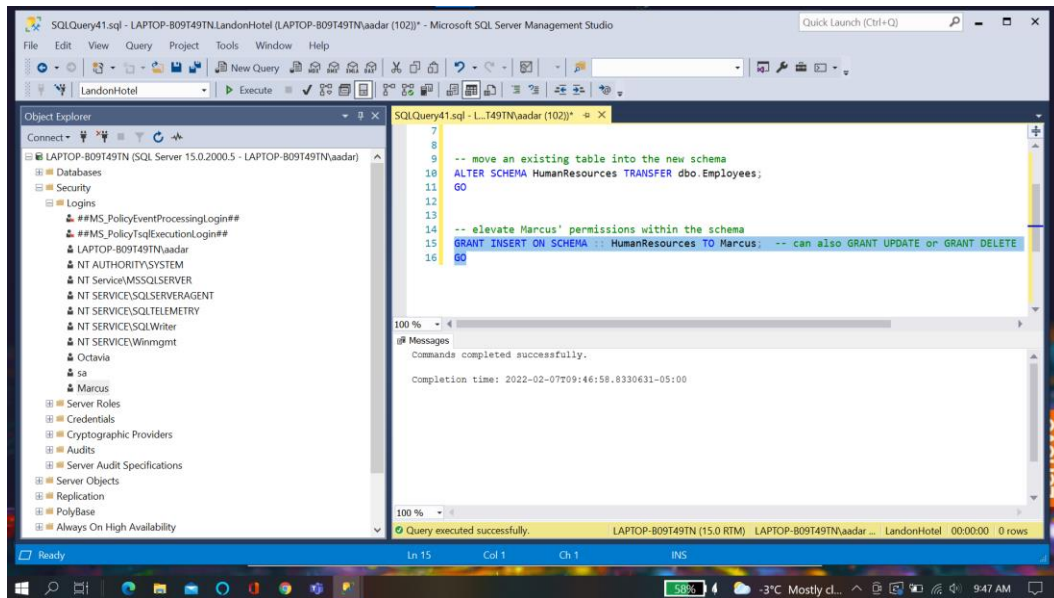 SQLQuery41.sql - LAPTOP-B09T49TN.LandonHotel (LAPTOP-B09T49TN\aadar (102))* - Microsoft SQL Server Management Studio
Quick Launch (Ctrl+Q)
File Edit View Query Project Tools Window Help
New Query
LandonHotel
Execute
Object Explorer
Connect
LAPTOP-B09T49TN (SQL Server 15.0.2000.5 - LAPTOP-B09T49TN\aadar)
Databases
Security
Logins
##MS_PolicyEventProcessingLogin##
##MS_PolicyTsqlExecutionLogin##
LAPTOP-B09T49TN\aadar
NT AUTHORITY\SYSTEM
NT Service\MSSQLSERVER
NT SERVICE\SQLSERVERAGENT
NT SERVICE\SQLTELEMETRY
NT SERVICE\SQLWriter
NT SERVICE\Winmgmt
Octavia
sa
Marcus
Server Roles
Credentials
Cryptographic Providers
Audits
Server Audit Specifications
Server Objects
Replication
PolyBase
Always On High Availability
SQLQuery41.sql - L...T49TN\aadar (102))*
7
8
9 -- move an existing table into the new schema
10 ALTER SCHEMA HumanResources TRANSFER dbo.Employees;
11 GO
12
13
14 -- elevate Marcus' permissions within the schema
15 GRANT INSERT ON SCHEMA :: HumanResources TO Marcus; -- can also GRANT UPDATE or GRANT DELETE
16 GO
100 %
Messages
Commands completed successfully.
Completion time: 2022-02-07T09:46:58.8330631-05:00
100 %
Query executed successfully. LAPTOP-B09T49TN (15.0 RTM) LAPTOP-B09T49TN\aadar ... LandonHotel 00:00:00 0 rows
Ready Ln 15 Col 1 Ch 1 INS
58% -3°C Mostly cl... 9:47 AM